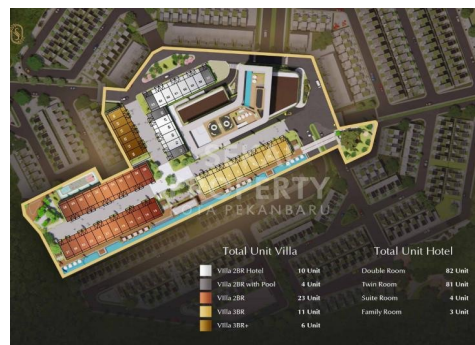 PROPERTY
KOTA PEKANBARU
Total Unit Villa
Villa 2BR Hotel 10 Unit
Villa 2BR with Pool 4 Unit
Villa 2BR 23 Unit
Villa 3BR 11 Unit
Villa 3BR+ 6 Unit
Total Unit Hotel
Double Room 82 Unit
Twin Room 81 Unit
Suite Room 4 Unit
Family Room 3 Unit